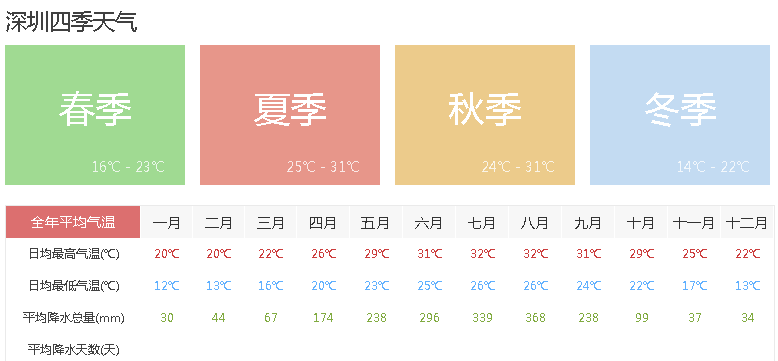 深圳四季天气
春季 夏季 秋季 冬季
16℃ - 23℃ 25℃ - 31℃ 24℃ - 31℃ 14℃ - 22℃
全年平均气温 一月 二月 三月 四月 五月 六月 七月 八月 九月 十月 十一月 十二月
日均最高气温(℃) 20℃ 20℃ 22℃ 26℃ 29℃ 31℃ 32℃ 32℃ 31℃ 29℃ 25℃ 22℃
日均最低气温(℃) 12℃ 13℃ 16℃ 20℃ 23℃ 25℃ 26℃ 26℃ 24℃ 22℃ 17℃ 13℃
平均降水总量(mm) 30 44 67 174 238 296 339 368 238 99 37 34
平均降水天数(天)